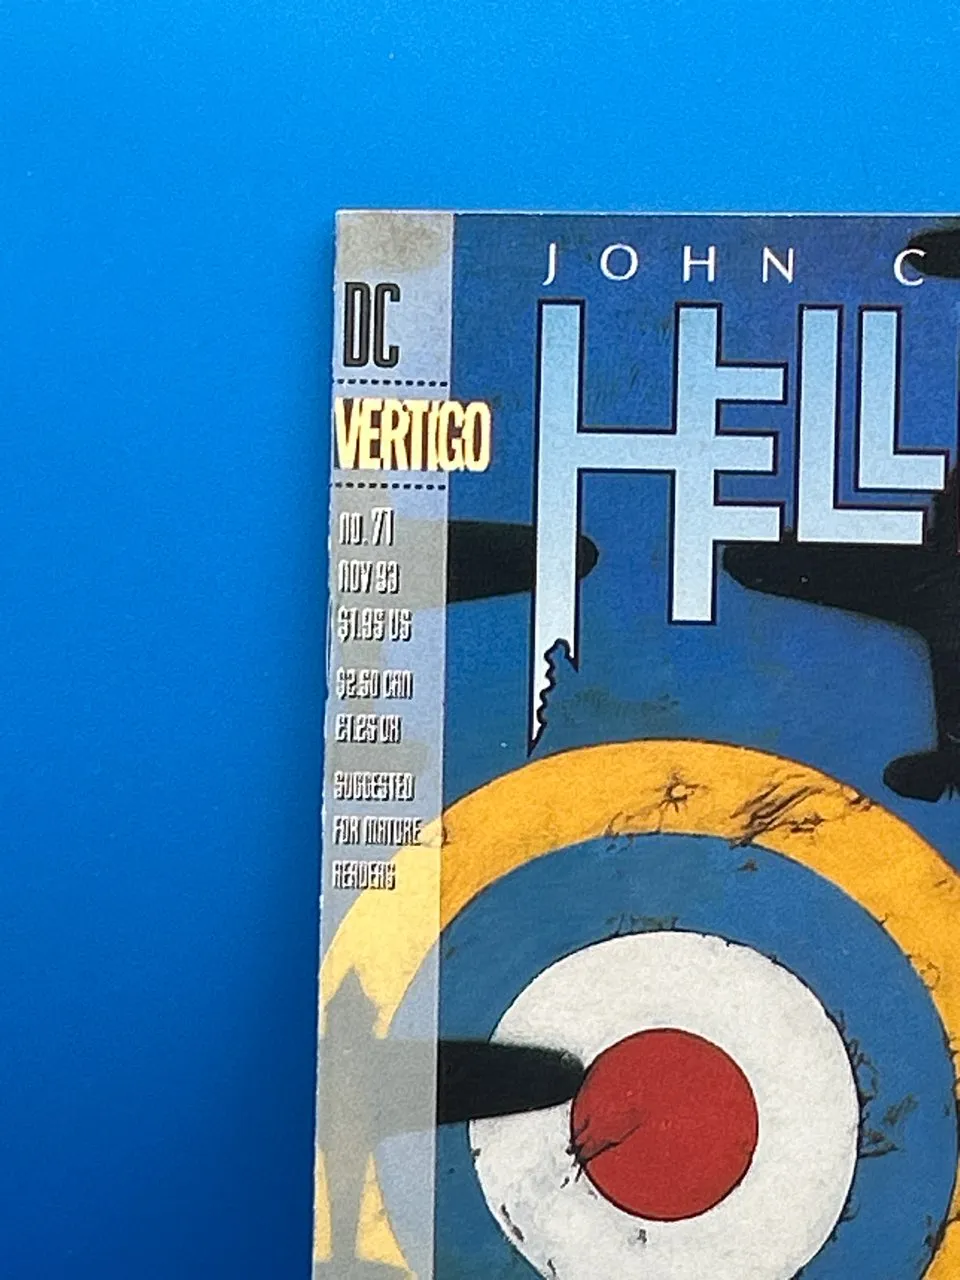 JOHN C
HELL
DC
VERTIGO
no. 71
NOV 93
$1.95 US
$2.50 CAN
£1.25 UK
SUGGESTED
FOR MATURE
READERS